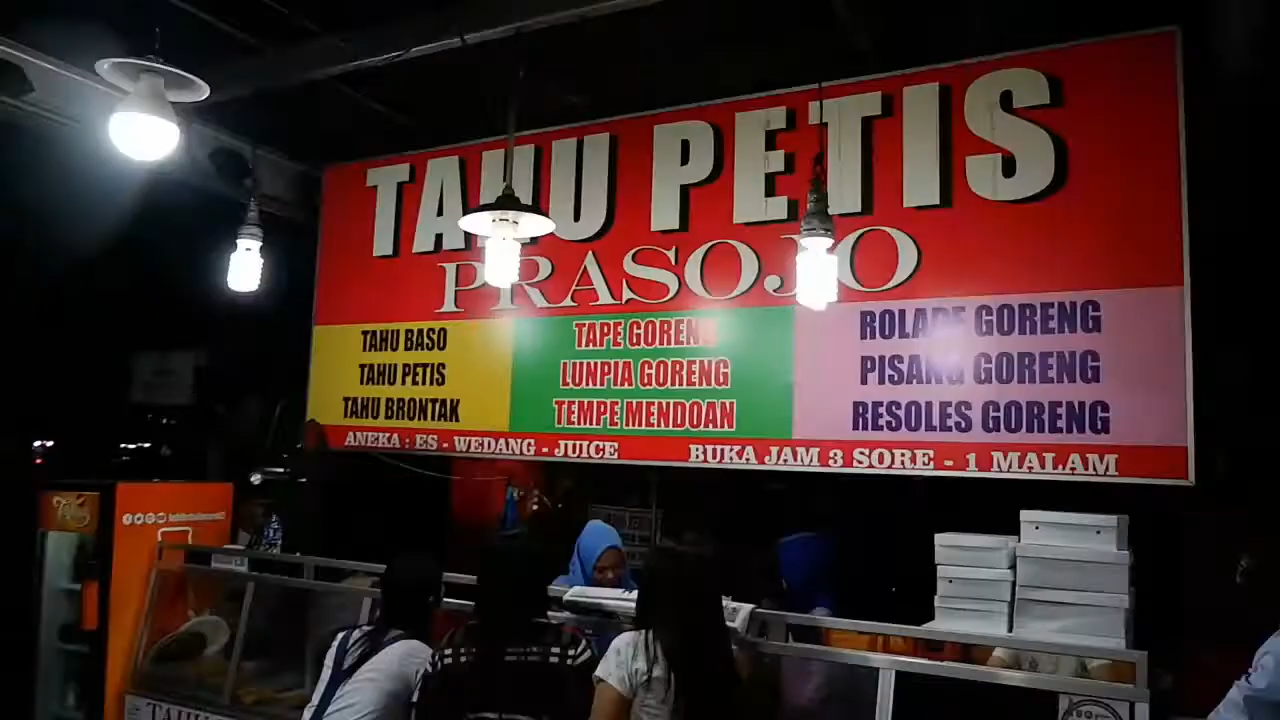 TAHU PETIS
PRASOJO
TAHU BASO
TAHU PETIS
TAHU BRONTAK
TAPE GORENG
LUNPIA GORENG
TEMPE MENDOAN
ROLADE GORENG
PISANG GORENG
RESOLES GORENG
ANEKA : ES - WEDANG - JUICE
BUKA JAM 3 SORE - 1 MALAM